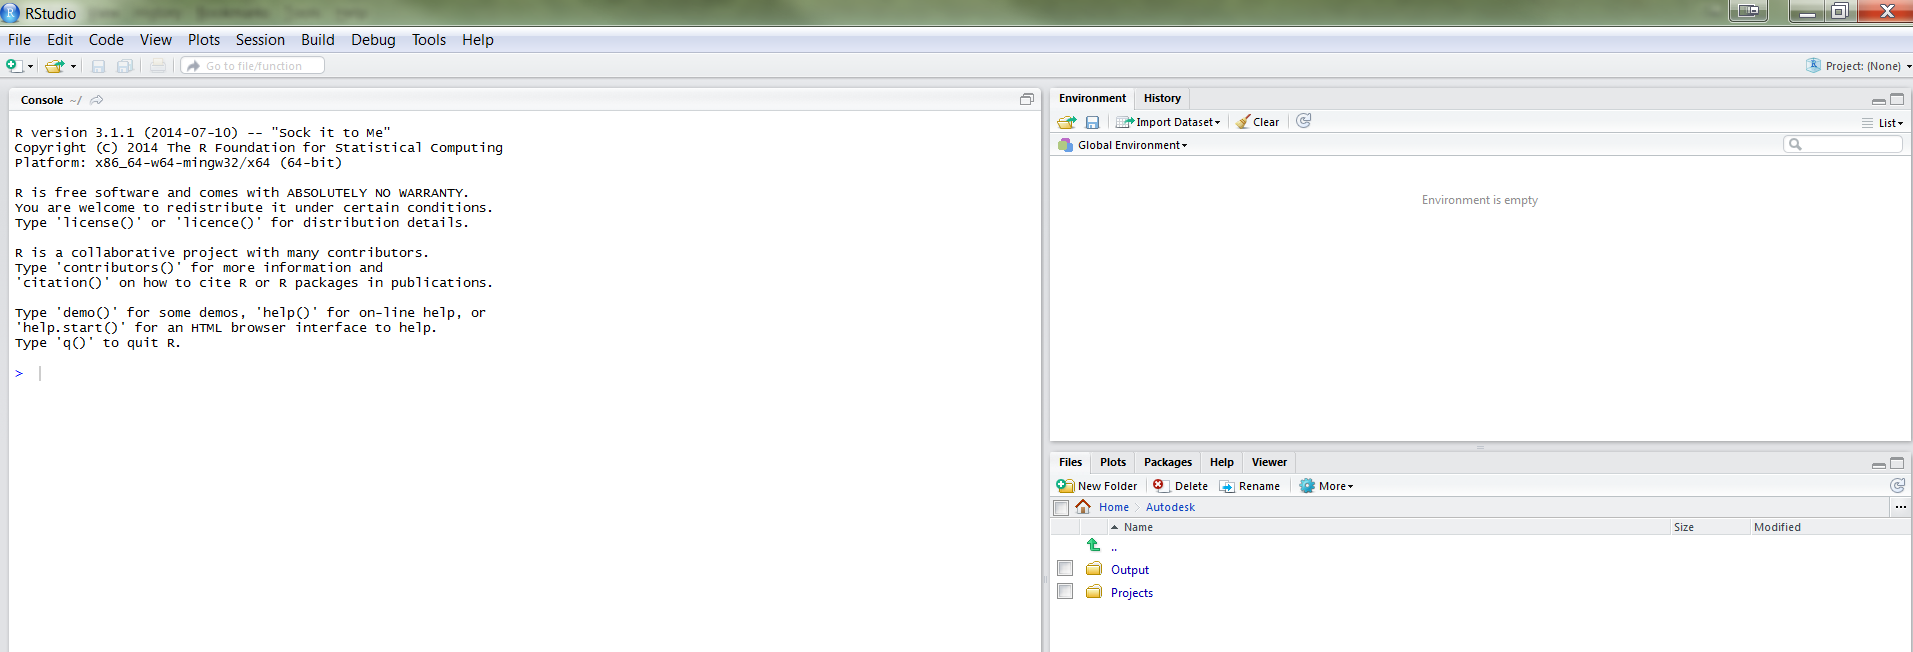 RStudio
File Edit Code View Plots Session Build Debug Tools Help
Go to file/function
Project: (None)
Console ~/
R version 3.1.1 (2014-07-10) -- "Sock it to Me"
Copyright (C) 2014 The R Foundation for Statistical Computing
Platform: x86_64-w64-mingw32/x64 (64-bit)
R is free software and comes with ABSOLUTELY NO WARRANTY.
You are welcome to redistribute it under certain conditions.
Type 'license()' or 'licence()' for distribution details.
R is a collaborative project with many contributors.
Type 'contributors()' for more information and
'citation()' on how to cite R or R packages in publications.
Type 'demo()' for some demos, 'help()' for on-line help, or
'help.start()' for an HTML browser interface to help.
Type 'q()' to quit R.
>
Environment History
Import Dataset Clear List
Global Environment
Environment is empty
Files Plots Packages Help Viewer
New Folder Delete Rename More
Home Autodesk ...
Name Size Modified
..
Output
Projects